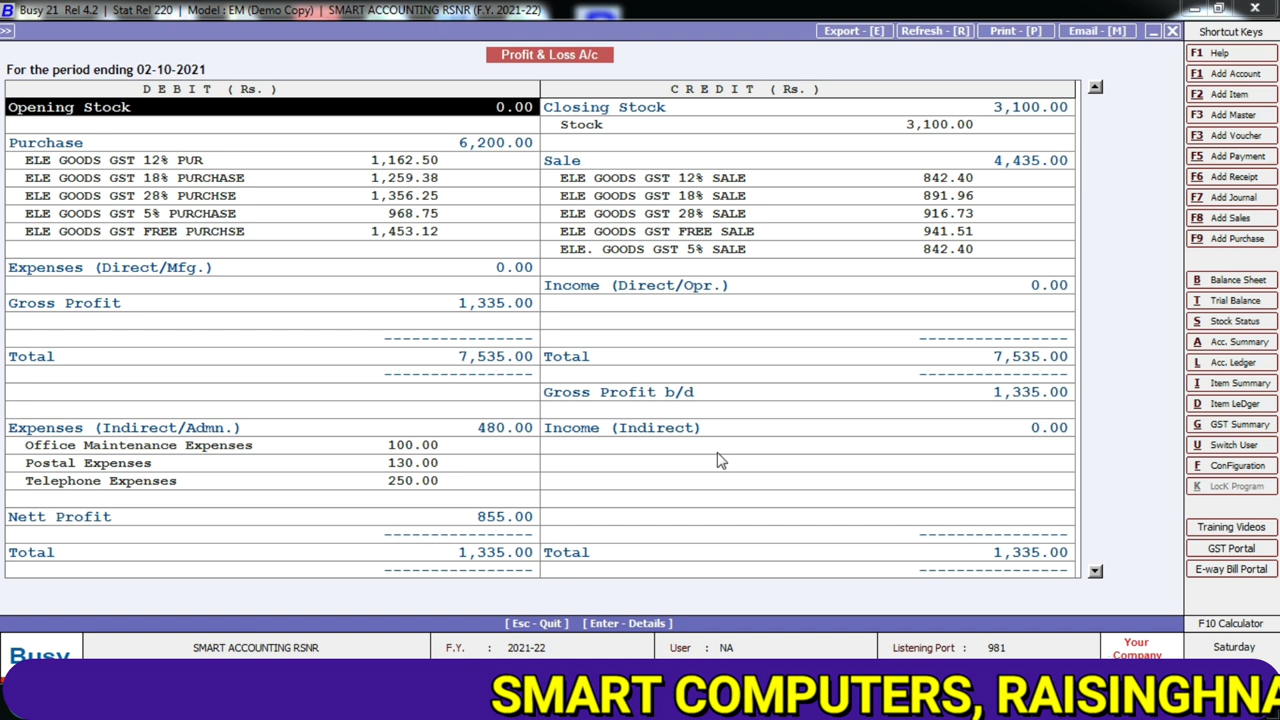 Busy 21 Rel 4.2 | Stat Rel 220 | Model : EM (Demo Copy) | SMART ACCOUNTING RSNR (F.Y. 2021-22)
>> Export - [E] Refresh - [R] Print - [P] Email - [M]
Profit & Loss A/c
For the period ending 02-10-2021
D E B I T ( Rs. ) C R E D I T ( Rs. )
Opening Stock 0.00 Closing Stock 3,100.00
Stock 3,100.00
Purchase 6,200.00
ELE GOODS GST 12% PUR 1,162.50 Sale 4,435.00
ELE GOODS GST 18% PURCHASE 1,259.38 ELE GOODS GST 12% SALE 842.40
ELE GOODS GST 28% PURCHSE 1,356.25 ELE GOODS GST 18% SALE 891.96
ELE GOODS GST 5% PURCHASE 968.75 ELE GOODS GST 28% SALE 916.73
ELE GOODS GST FREE PURCHSE 1,453.12 ELE GOODS GST FREE SALE 941.51
ELE. GOODS GST 5% SALE 842.40
Expenses (Direct/Mfg.) 0.00
Income (Direct/Opr.) 0.00
Gross Profit 1,335.00
Total 7,535.00 Total 7,535.00
Gross Profit b/d 1,335.00
Expenses (Indirect/Admn.) 480.00 Income (Indirect) 0.00
Office Maintenance Expenses 100.00
Postal Expenses 130.00
Telephone Expenses 250.00
Nett Profit 855.00
Total 1,335.00 Total 1,335.00
[ Esc - Quit ] [ Enter - Details ]
Shortcut Keys
F1 Help
F1 Add Account
F2 Add Item
F3 Add Master
F3 Add Voucher
F5 Add Payment
F6 Add Receipt
F7 Add Journal
F8 Add Sales
F9 Add Purchase
B Balance Sheet
T Trial Balance
S Stock Status
A Acc. Summary
L Acc. Ledger
I Item Summary
D Item LeDger
G GST Summary
U Switch User
F ConFiguration
K LocK Program
Training Videos
GST Portal
E-way Bill Portal
F10 Calculator
Busy SMART ACCOUNTING RSNR F.Y. : 2021-22 User : NA Listening Port : 981 Your Company Saturday
SMART COMPUTERS, RAISINGHNA